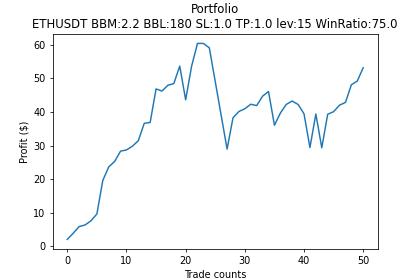 Portfolio
ETHUSDT BBM:2.2 BBL:180 SL:1.0 TP:1.0 lev:15 WinRatio:75.0
Profit ($)
60
50
40
30
20
10
0
0 10 20 30 40 50
Trade counts